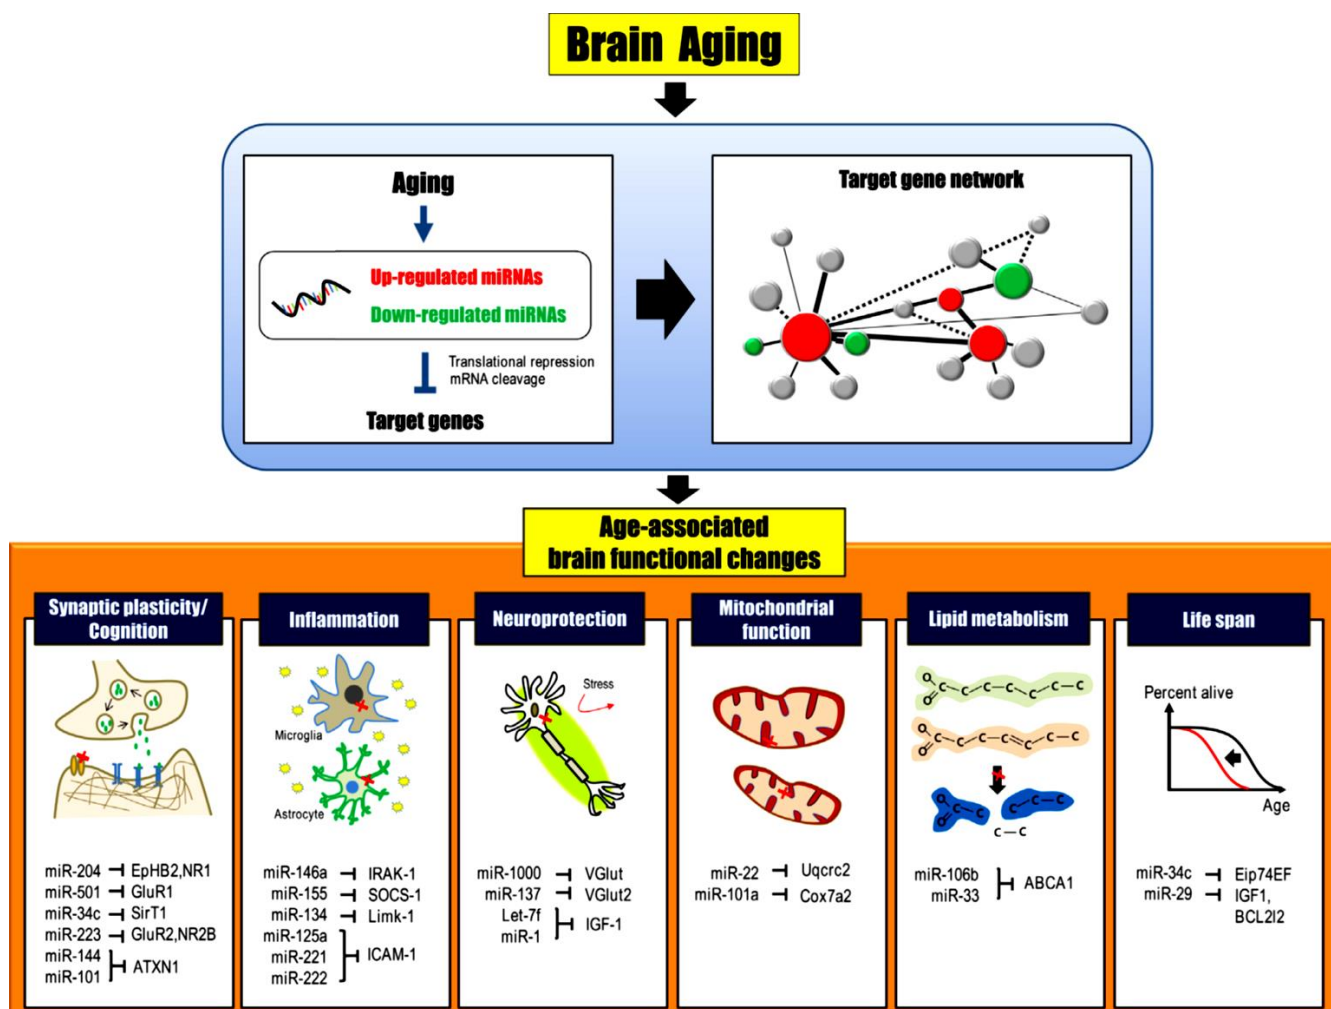 Brain Aging
Aging
Up-regulated miRNAs
Down-regulated miRNAs
Translational repression
mRNA cleavage
Target genes
Target gene network
Age-associated
brain functional changes
Synaptic plasticity/
Cognition
miR-204 EpHB2,NR1
miR-501 GluR1
miR-34c SirT1
miR-223 GluR2,NR2B
miR-144
miR-101
ATXN1
Inflammation
Microglia
Astrocyte
miR-146a IRAK-1
miR-155 SOCS-1
miR-134 Limk-1
miR-125a
miR-221
miR-222
ICAM-1
Neuroprotection
Stress
miR-1000 VGlut
miR-137 VGlut2
Let-7f
miR-1
IGF-1
Mitochondrial
function
miR-22 Uqcrc2
miR-101a Cox7a2
Lipid metabolism
O
O C C C C C C C C
O
O C C C C C C C C
O
O C C C C C
C C
miR-106b
miR-33
ABCA1
Life span
Percent alive
Age
miR-34c Eip74EF
miR-29 IGF1,
BCL2l2